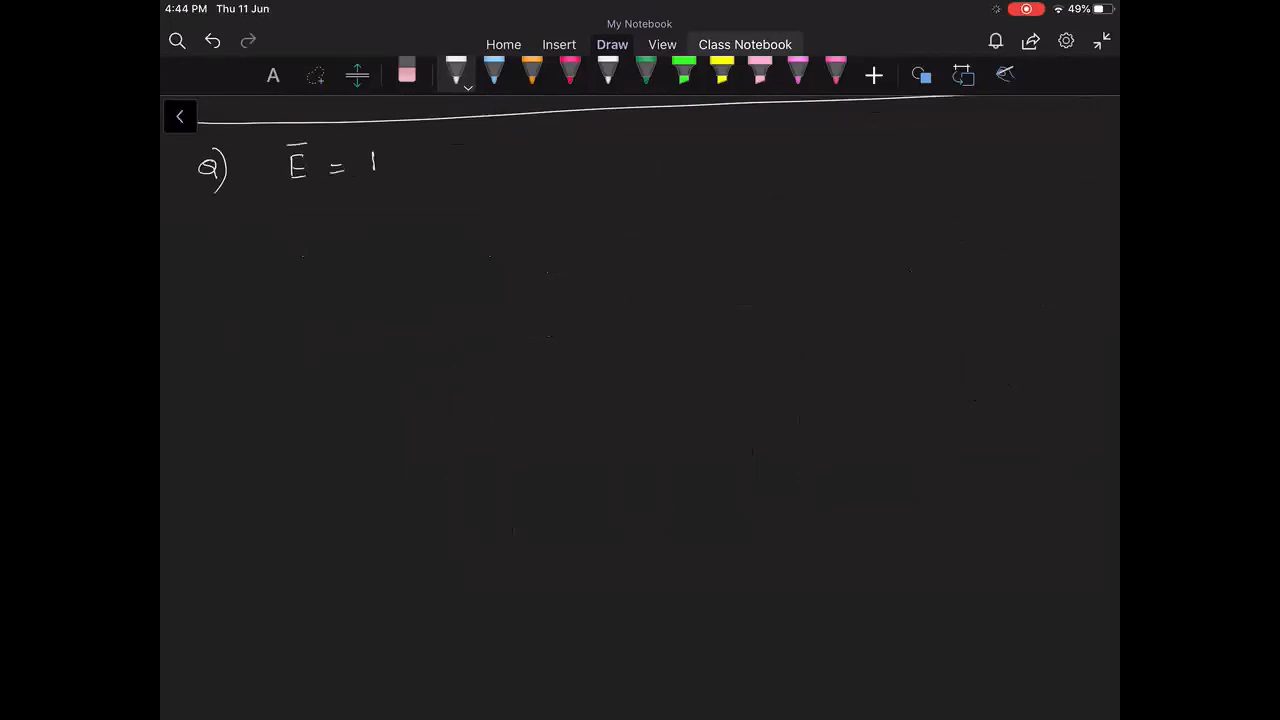 4:44 PM Thu 11 Jun
49%
My Notebook
Home Insert Draw View Class Notebook
A
Q) E̅ = 1